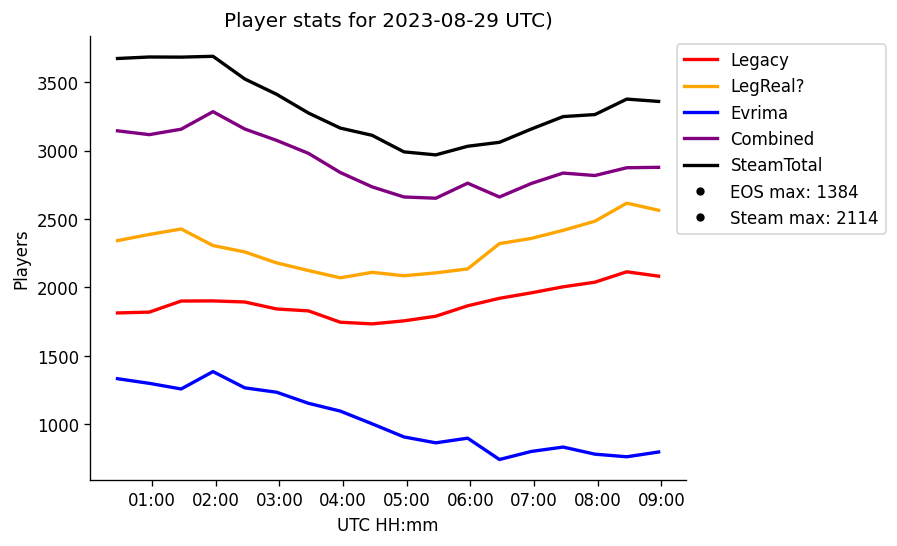 Player stats for 2023-08-29 UTC)
Legacy
LegReal?
Evrima
Combined
SteamTotal
EOS max: 1384
Steam max: 2114
Players
3500
3000
2500
2000
1500
1000
01:00 02:00 03:00 04:00 05:00 06:00 07:00 08:00 09:00
UTC HH:mm